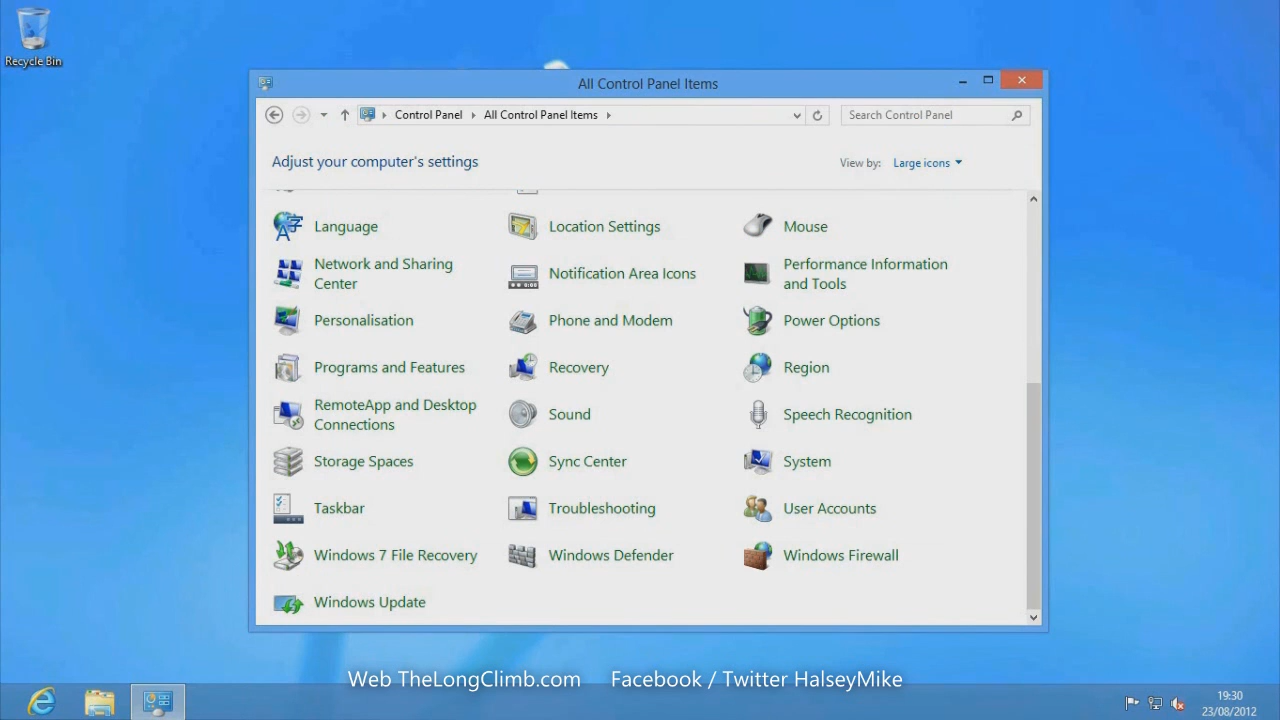 Recycle Bin
All Control Panel Items
Control Panel All Control Panel Items
Search Control Panel
Adjust your computer's settings
View by: Large icons
Language
Location Settings
Mouse
Network and Sharing
Center
Notification Area Icons
Performance Information
and Tools
Personalisation
Phone and Modem
Power Options
Programs and Features
Recovery
Region
RemoteApp and Desktop
Connections
Sound
Speech Recognition
Storage Spaces
Sync Center
System
Taskbar
Troubleshooting
User Accounts
Windows 7 File Recovery
Windows Defender
Windows Firewall
Windows Update
Web TheLongClimb.com Facebook / Twitter HalseyMike
19:30
23/08/2012